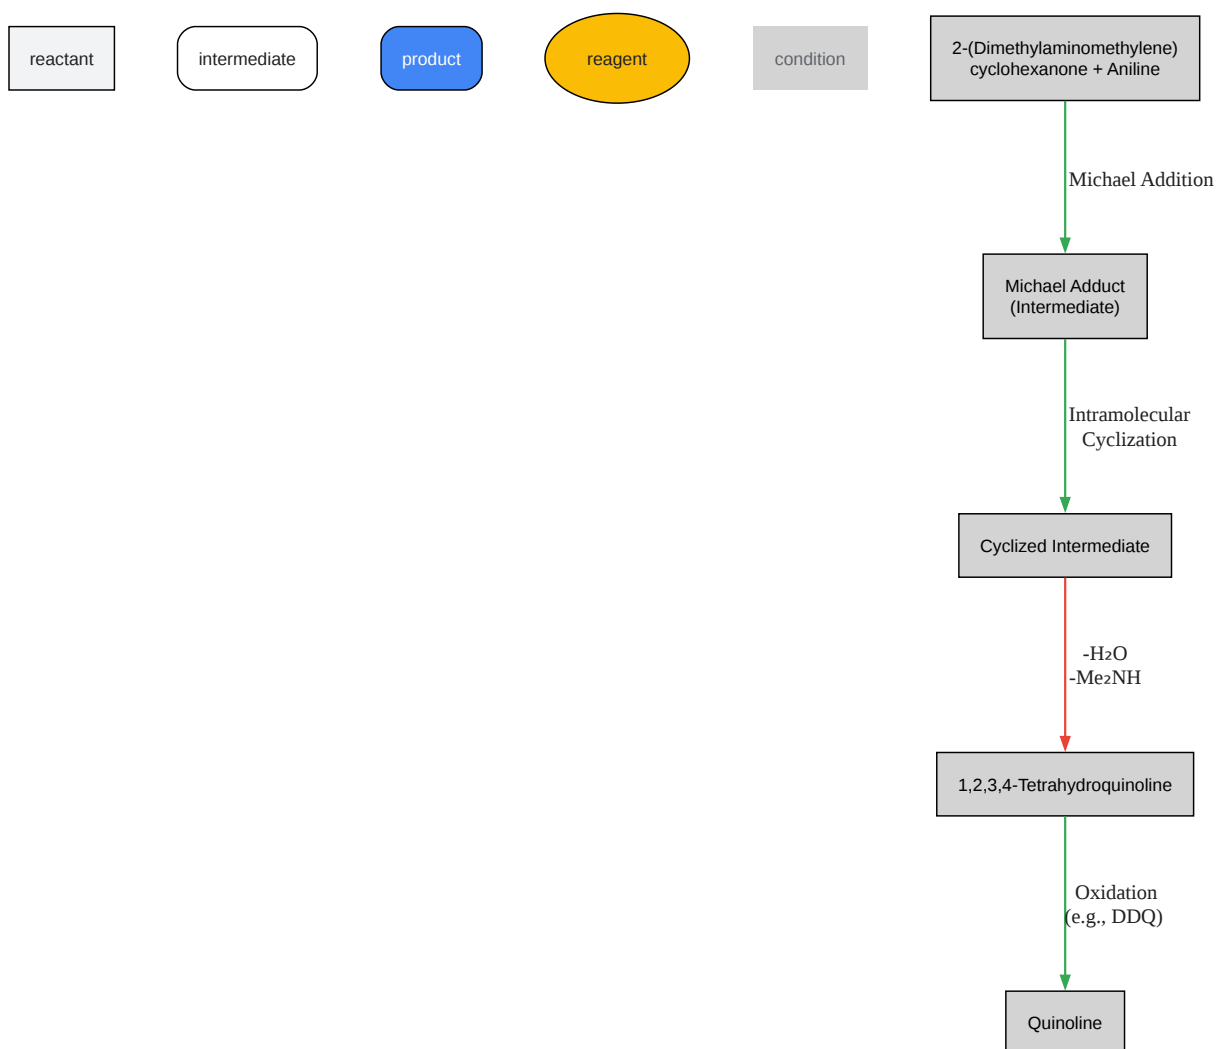 reactant
intermediate
product
reagent
condition
2-(Dimethylaminomethylene)
cyclohexanone + Aniline
Michael Addition
Michael Adduct
(Intermediate)
Intramolecular
Cyclization
Cyclized Intermediate
-H₂O
-Me₂NH
1,2,3,4-Tetrahydroquinoline
Oxidation
(e.g., DDQ)
Quinoline